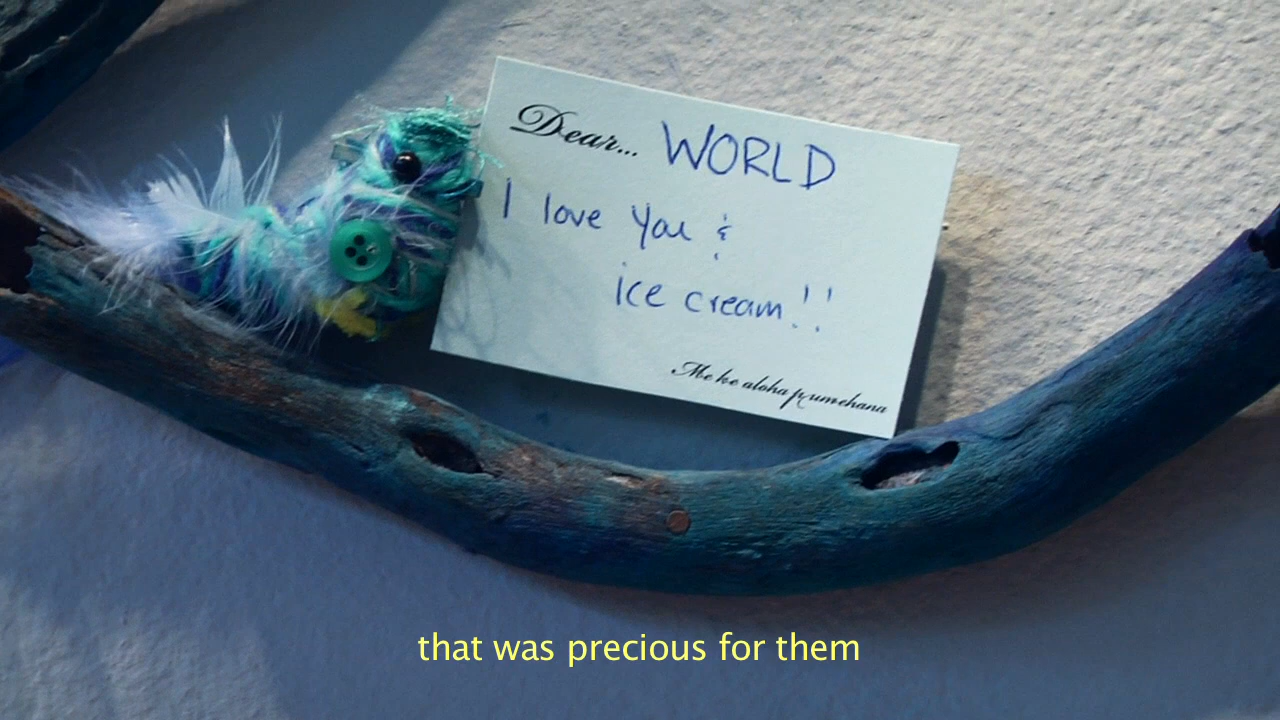 Dear... WORLD
I love you &
ice cream!!
Me ke aloha pumehana
that was precious for them